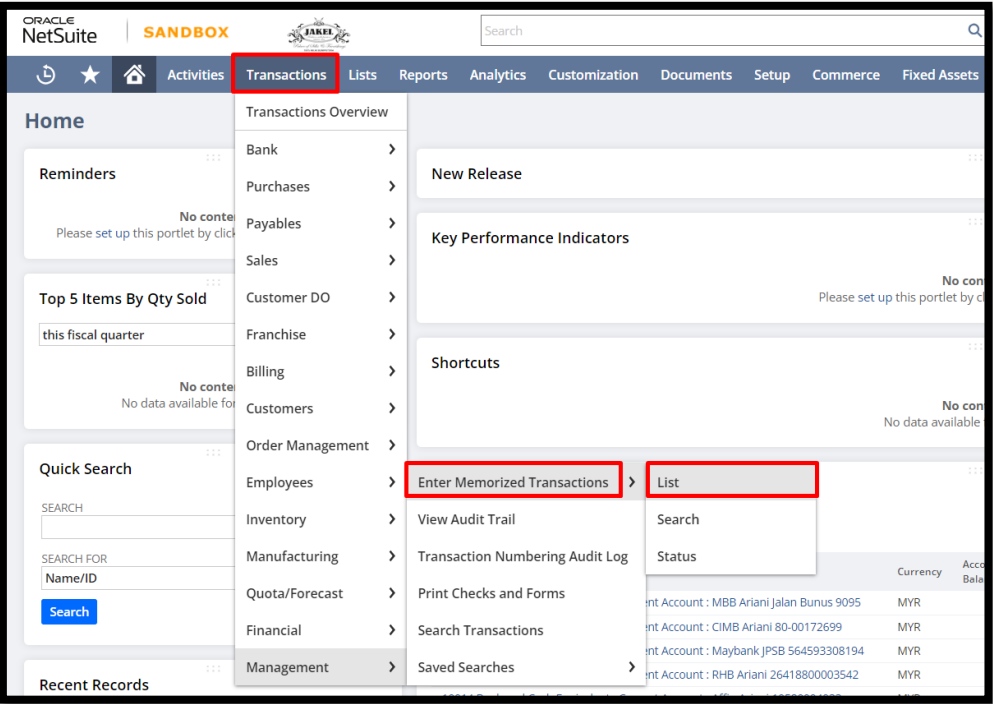 ORACLE
NetSuite
SANDBOX
JAKEL
Search
Activities
Transactions
Lists
Reports
Analytics
Customization
Documents
Setup
Commerce
Fixed Assets
Home
Transactions Overview
Bank
Purchases
Payables
Sales
Customer DO
Franchise
Billing
Customers
Order Management
Employees
Inventory
Manufacturing
Quota/Forecast
Financial
Management
Enter Memorized Transactions
View Audit Trail
Transaction Numbering Audit Log
Print Checks and Forms
Search Transactions
Saved Searches
List
Search
Status
Reminders
No conte
Please set up this portlet by click
Top 5 Items By Qty Sold
this fiscal quarter
No conte
No data available for
Quick Search
SEARCH
SEARCH FOR
Name/ID
Search
Recent Records
New Release
Key Performance Indicators
No con
Please set up this portlet by cl
Shortcuts
No con
No data available
Currency
Acco
Bala
ent Account : MBB Ariani Jalan Bunus 9095
MYR
ent Account : CIMB Ariani 80-00172699
MYR
ent Account : Maybank JPSB 564593308194
MYR
ent Account : RHB Ariani 26418800003542
MYR